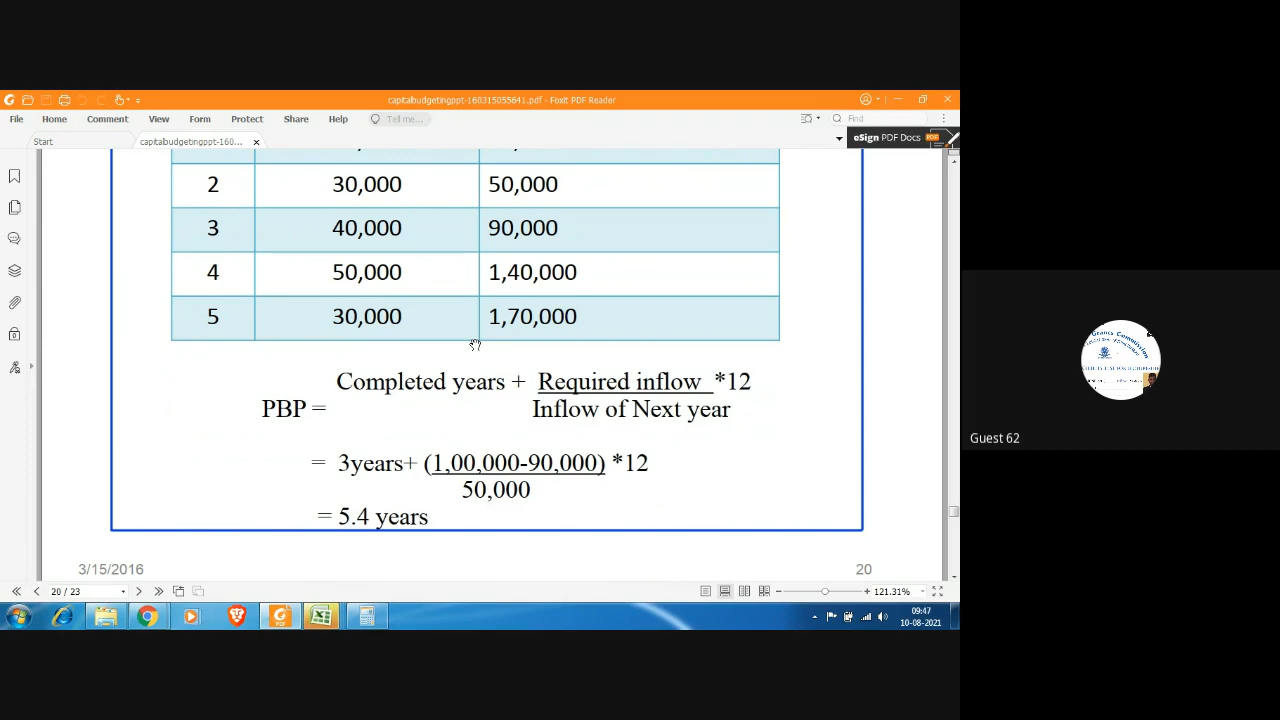 capitalbudgetingppt-160315055641.pdf - Foxit PDF Reader
File Home Comment View Form Protect Share Help Tell me... Find
Start capitalbudgetingppt-160... eSign PDF Docs
2 30,000 50,000
3 40,000 90,000
4 50,000 1,40,000
5 30,000 1,70,000
Completed years + Required inflow *12
PBP = Inflow of Next year
= 3years+ (1,00,000-90,000) *12
50,000
= 5.4 years
3/15/2016 20
20 / 23 121.31%
09:47
10-08-2021
Grants Commission
Guest 62